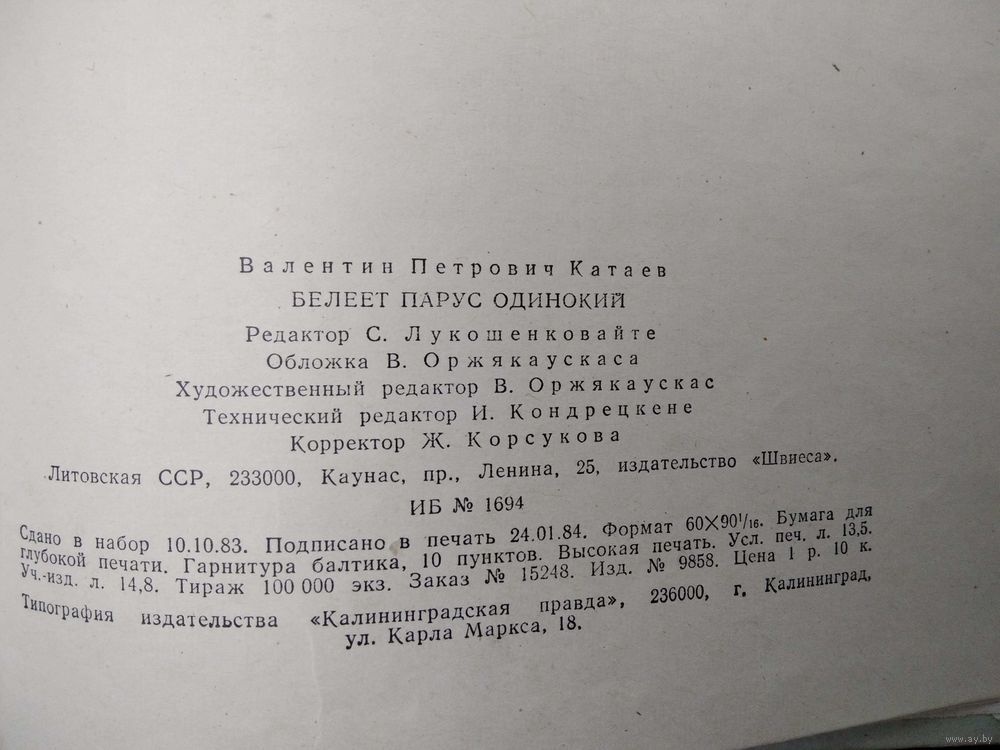 Валентин Петрович Катаев
БЕЛЕЕТ ПАРУС ОДИНОКИЙ
Редактор С. Лукошенковайте
Обложка В. Оржякаускаса
Художественный редактор В. Оржякаускас
Технический редактор И. Кондрецкене
Корректор Ж. Корсукова
Литовская ССР, 233000, Каунас, пр., Ленина, 25, издательство «Швиеса».
ИБ № 1694
Сдано в набор 10.10.83. Подписано в печать 24.01.84. Формат 60X90¹/₁₆. Бумага для
глубокой печати. Гарнитура балтика, 10 пунктов. Высокая печать. Усл. печ. л. 13,5.
Уч.-изд. л. 14,8. Тираж 100 000 экз. Заказ № 15248. Изд. № 9858. Цена 1 р. 10 к.
Типография издательства «Калининградская правда», 236000, г. Калининград,
ул. Карла Маркса, 18.
www.ay.by